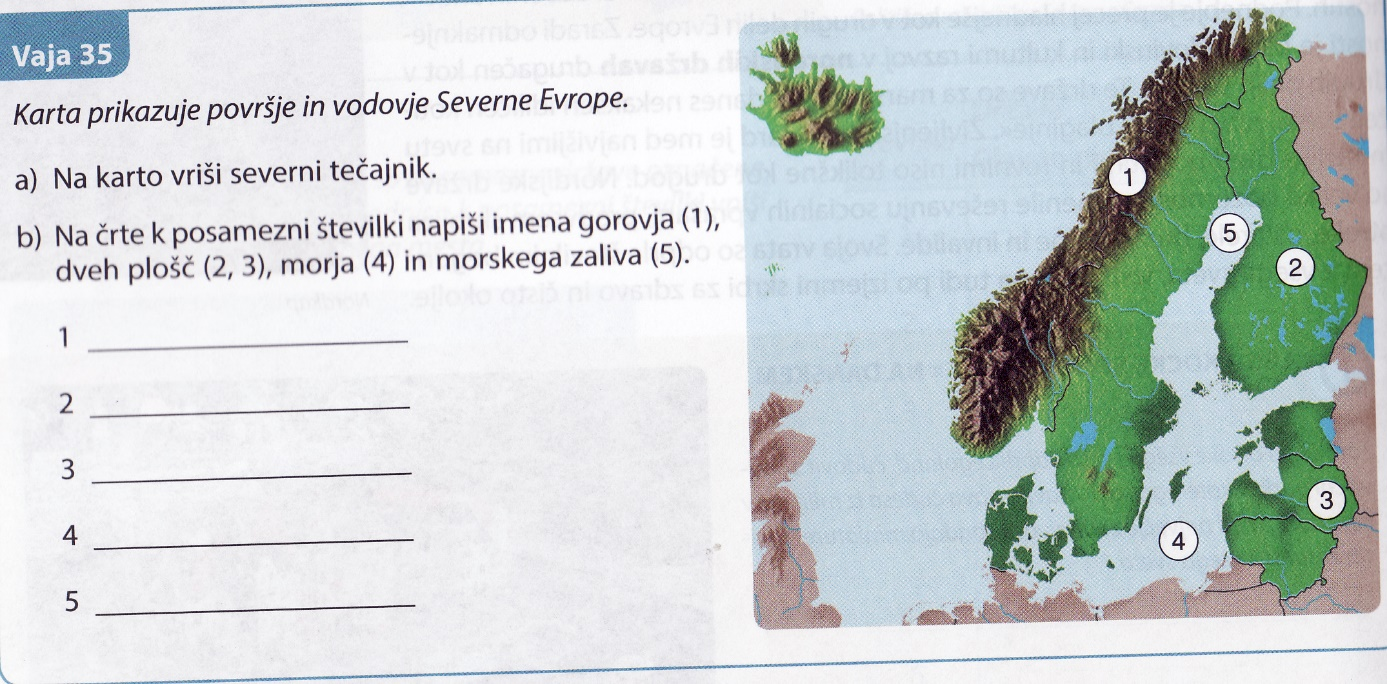 Vaja 35
Karta prikazuje površje in vodovje Severne Evrope.
a) Na karto vriši severni tečajnik.
b) Na črte k posamezni številki napiši imena gorovja (1),
dveh plošč (2, 3), morja (4) in morskega zaliva (5).
1
2
3
4
5
1
5
2
3
4